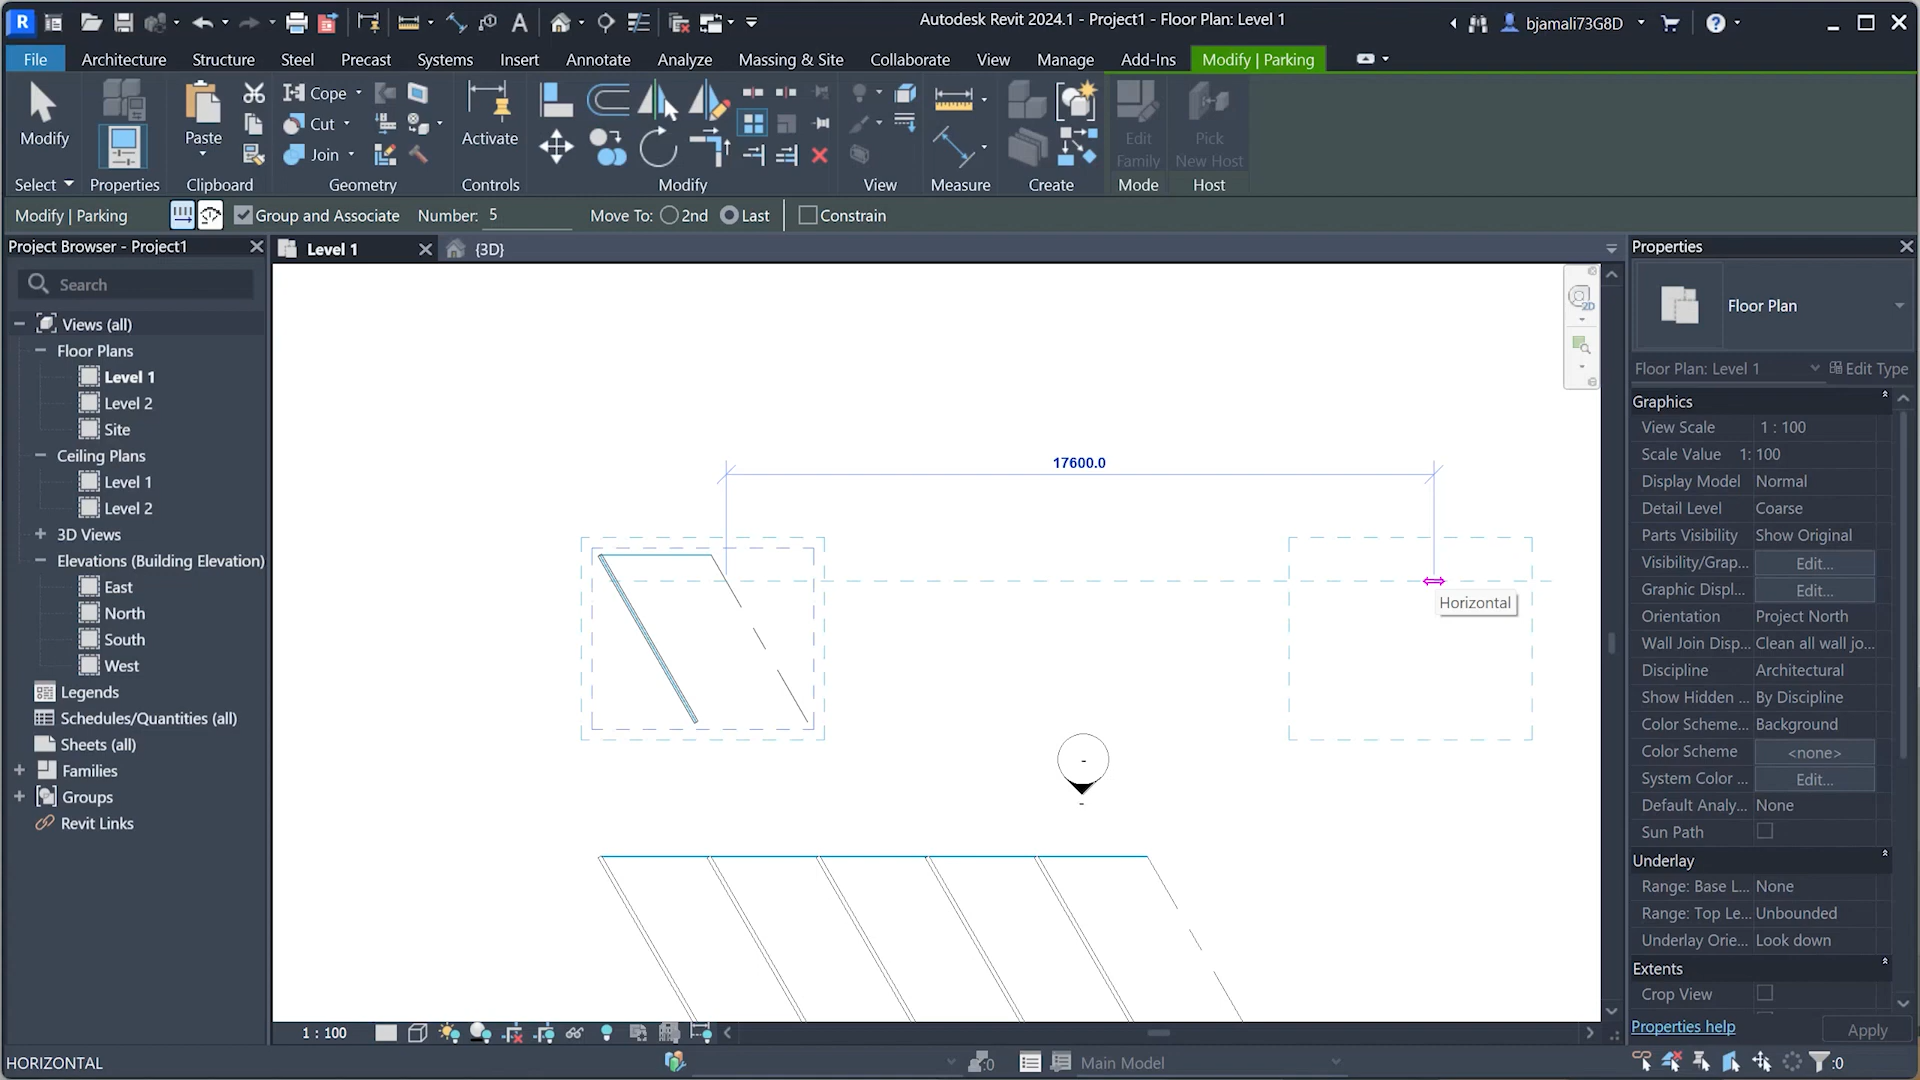 Autodesk Revit 2024.1 - Project1 - Floor Plan: Level 1
bjamali73G8D
File Architecture Structure Steel Precast Systems Insert Annotate Analyze Massing & Site Collaborate View Manage Add-Ins Modify | Parking
Modify
Paste
Cope
Cut
Join
Activate
Edit Family
Pick New Host
Select Properties Clipboard Geometry Controls Modify View Measure Create Mode Host
Modify | Parking Group and Associate Number: 5 Move To: 2nd Last Constrain
Project Browser - Project1
Search
Views (all)
Floor Plans
Level 1
Level 2
Site
Ceiling Plans
Level 1
Level 2
3D Views
Elevations (Building Elevation)
East
North
South
West
Legends
Schedules/Quantities (all)
Sheets (all)
Families
Groups
Revit Links
Level 1 {3D}
2D
17600.0
Horizontal
Properties
Floor Plan
Floor Plan: Level 1 Edit Type
Graphics
View Scale 1 : 100
Scale Value 1: 100
Display Model Normal
Detail Level Coarse
Parts Visibility Show Original
Visibility/Grap... Edit...
Graphic Displ... Edit...
Orientation Project North
Wall Join Disp... Clean all wall jo...
Discipline Architectural
Show Hidden ... By Discipline
Color Scheme... Background
Color Scheme <none>
System Color ... Edit...
Default Analy... None
Sun Path
Underlay
Range: Base L... None
Range: Top Le... Unbounded
Underlay Orie... Look down
Extents
Crop View
Properties help Apply
1 : 100
HORIZONTAL
:0
Main Model
:0